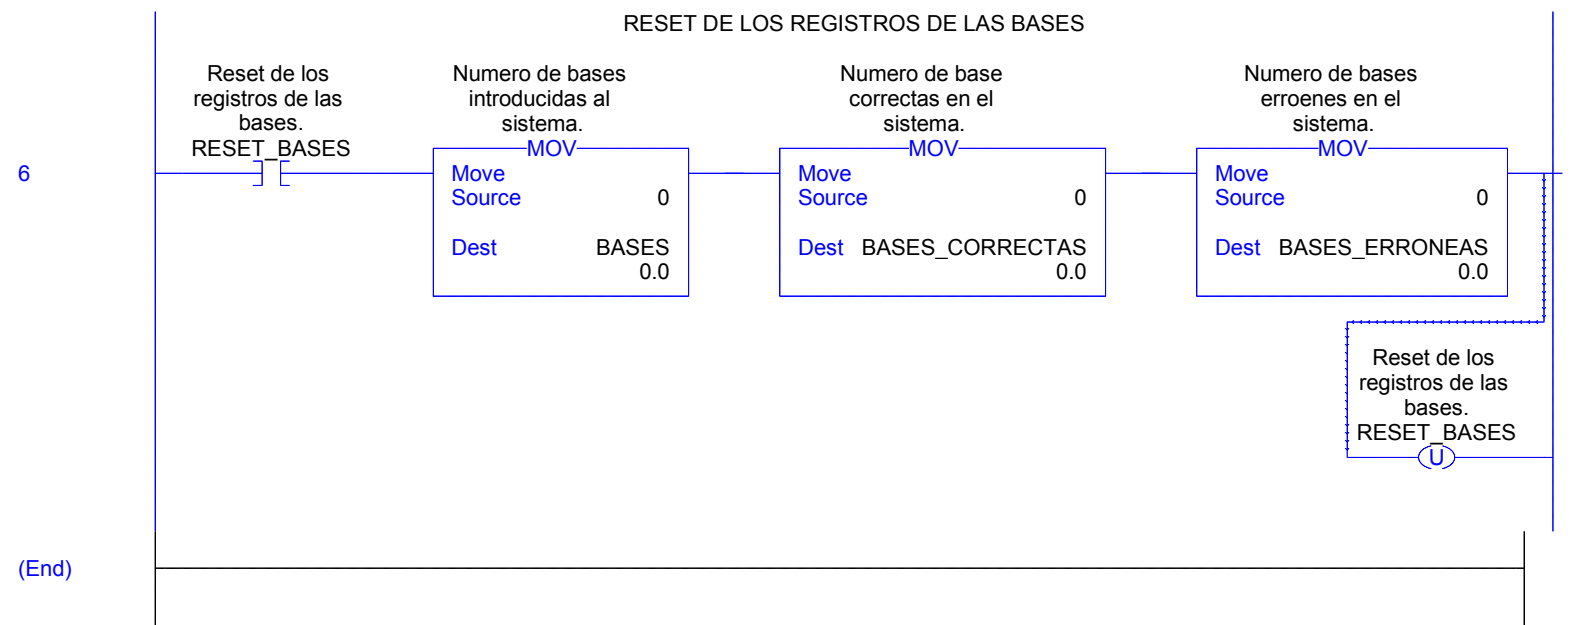 RESET DE LOS REGISTROS DE LAS BASES
Reset de los
registros de las
bases.
RESET_BASES
Numero de bases
introducidas al
sistema.
MOV
Move
Source 0
Dest BASES
0.0
Numero de base
correctas en el
sistema.
MOV
Move
Source 0
Dest BASES_CORRECTAS
0.0
Numero de bases
erroenes en el
sistema.
MOV
Move
Source 0
Dest BASES_ERRONEAS
0.0
6
Reset de los
registros de las
bases.
RESET_BASES
U
(End)